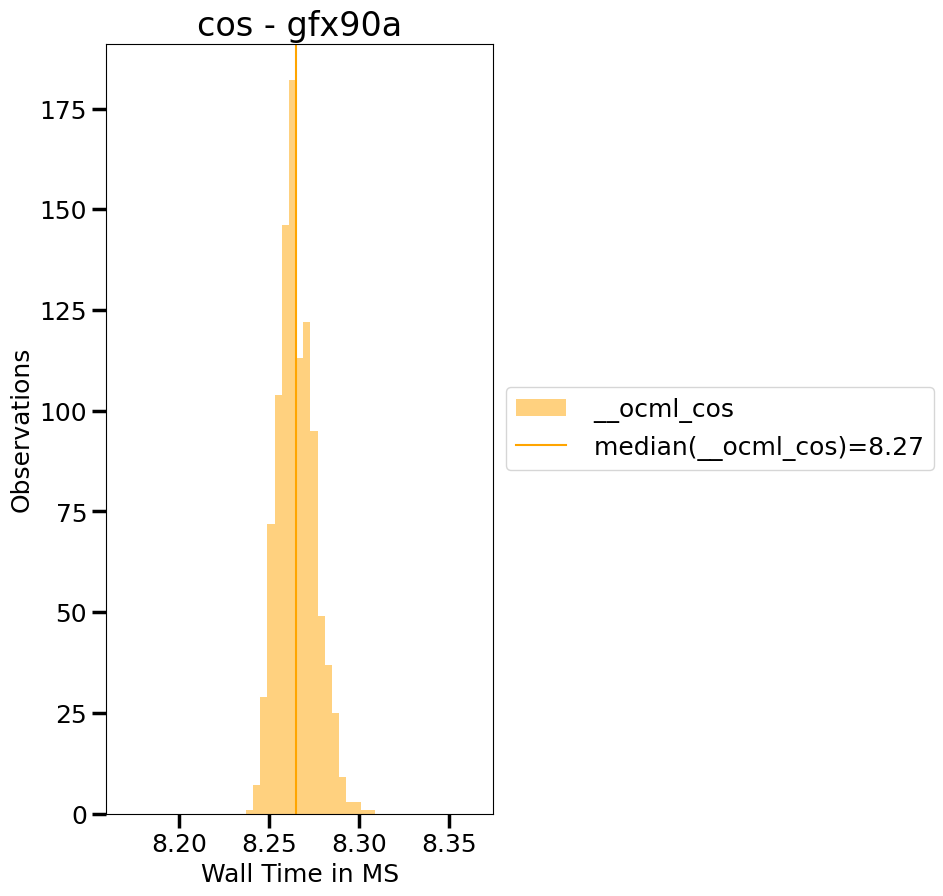 cos - gfx90a
175
150
125
100
75
50
25
0
Observations
8.20 8.25 8.30 8.35
Wall Time in MS
__ocml_cos
median(__ocml_cos)=8.27